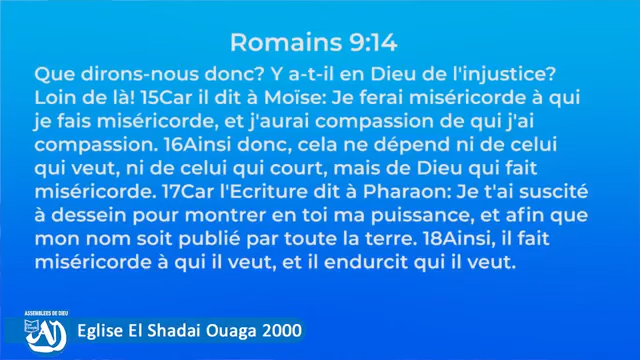 Romains 9:14
Que dirons-nous donc? Y a-t-il en Dieu de l'injustice?
Loin de là! 15Car il dit à Moïse: Je ferai miséricorde à qui
je fais miséricorde, et j'aurai compassion de qui j'ai
compassion. 16Ainsi donc, cela ne dépend ni de celui
qui veut, ni de celui qui court, mais de Dieu qui fait
miséricorde. 17Car l'Ecriture dit à Pharaon: Je t'ai suscité
à dessein pour montrer en toi ma puissance, et afin que
mon nom soit publié par toute la terre. 18Ainsi, il fait
miséricorde à qui il veut, et il endurcit qui il veut.
ASSEMBLEES DE DIEU
AD
Eglise El Shadai Ouaga 2000